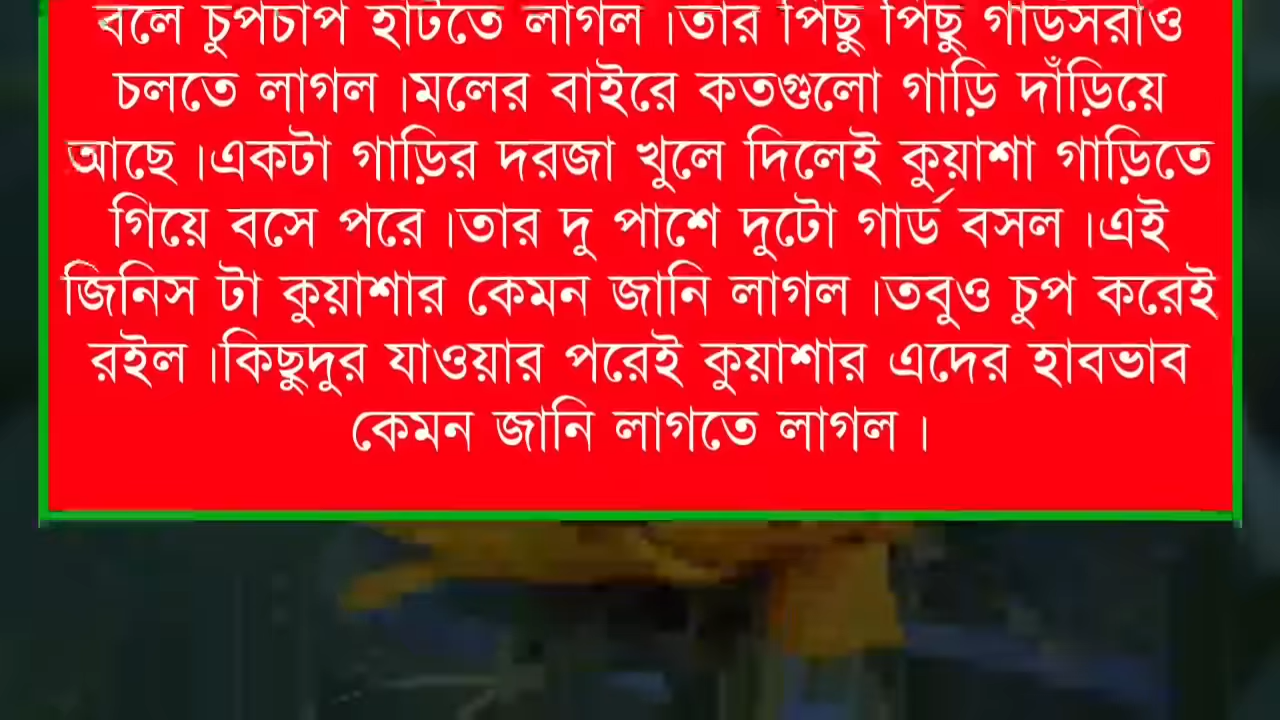 বলে চুপচাপ হাটতে লাগল ।তার পিছু পিছু গার্ডসরাও
চলতে লাগল ।মলের বাইরে কতগুলো গাড়ি দাঁড়িয়ে
আছে ।একটা গাড়ির দরজা খুলে দিলেই কুয়াশা গাড়িতে
গিয়ে বসে পরে ।তার দু পাশে দুটো গার্ড বসল ।এই
জিনিস টা কুয়াশার কেমন জানি লাগল ।তবুও চুপ করেই
রইল ।কিছুদুর যাওয়ার পরেই কুয়াশার এদের হাবভাব
কেমন জানি লাগতে লাগল ।